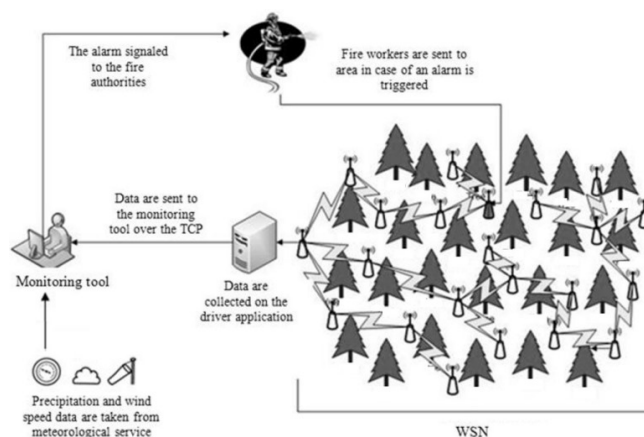 The alarm signaled
to the fire
authorities
Fire workers are sent to
area in case of an alarm is
triggered
Data are sent to
the monitoring
tool over the TCP
Monitoring tool
Data are
collected on the
driver application
Precipitation and wind
speed data are taken from
meteorological service
WSN